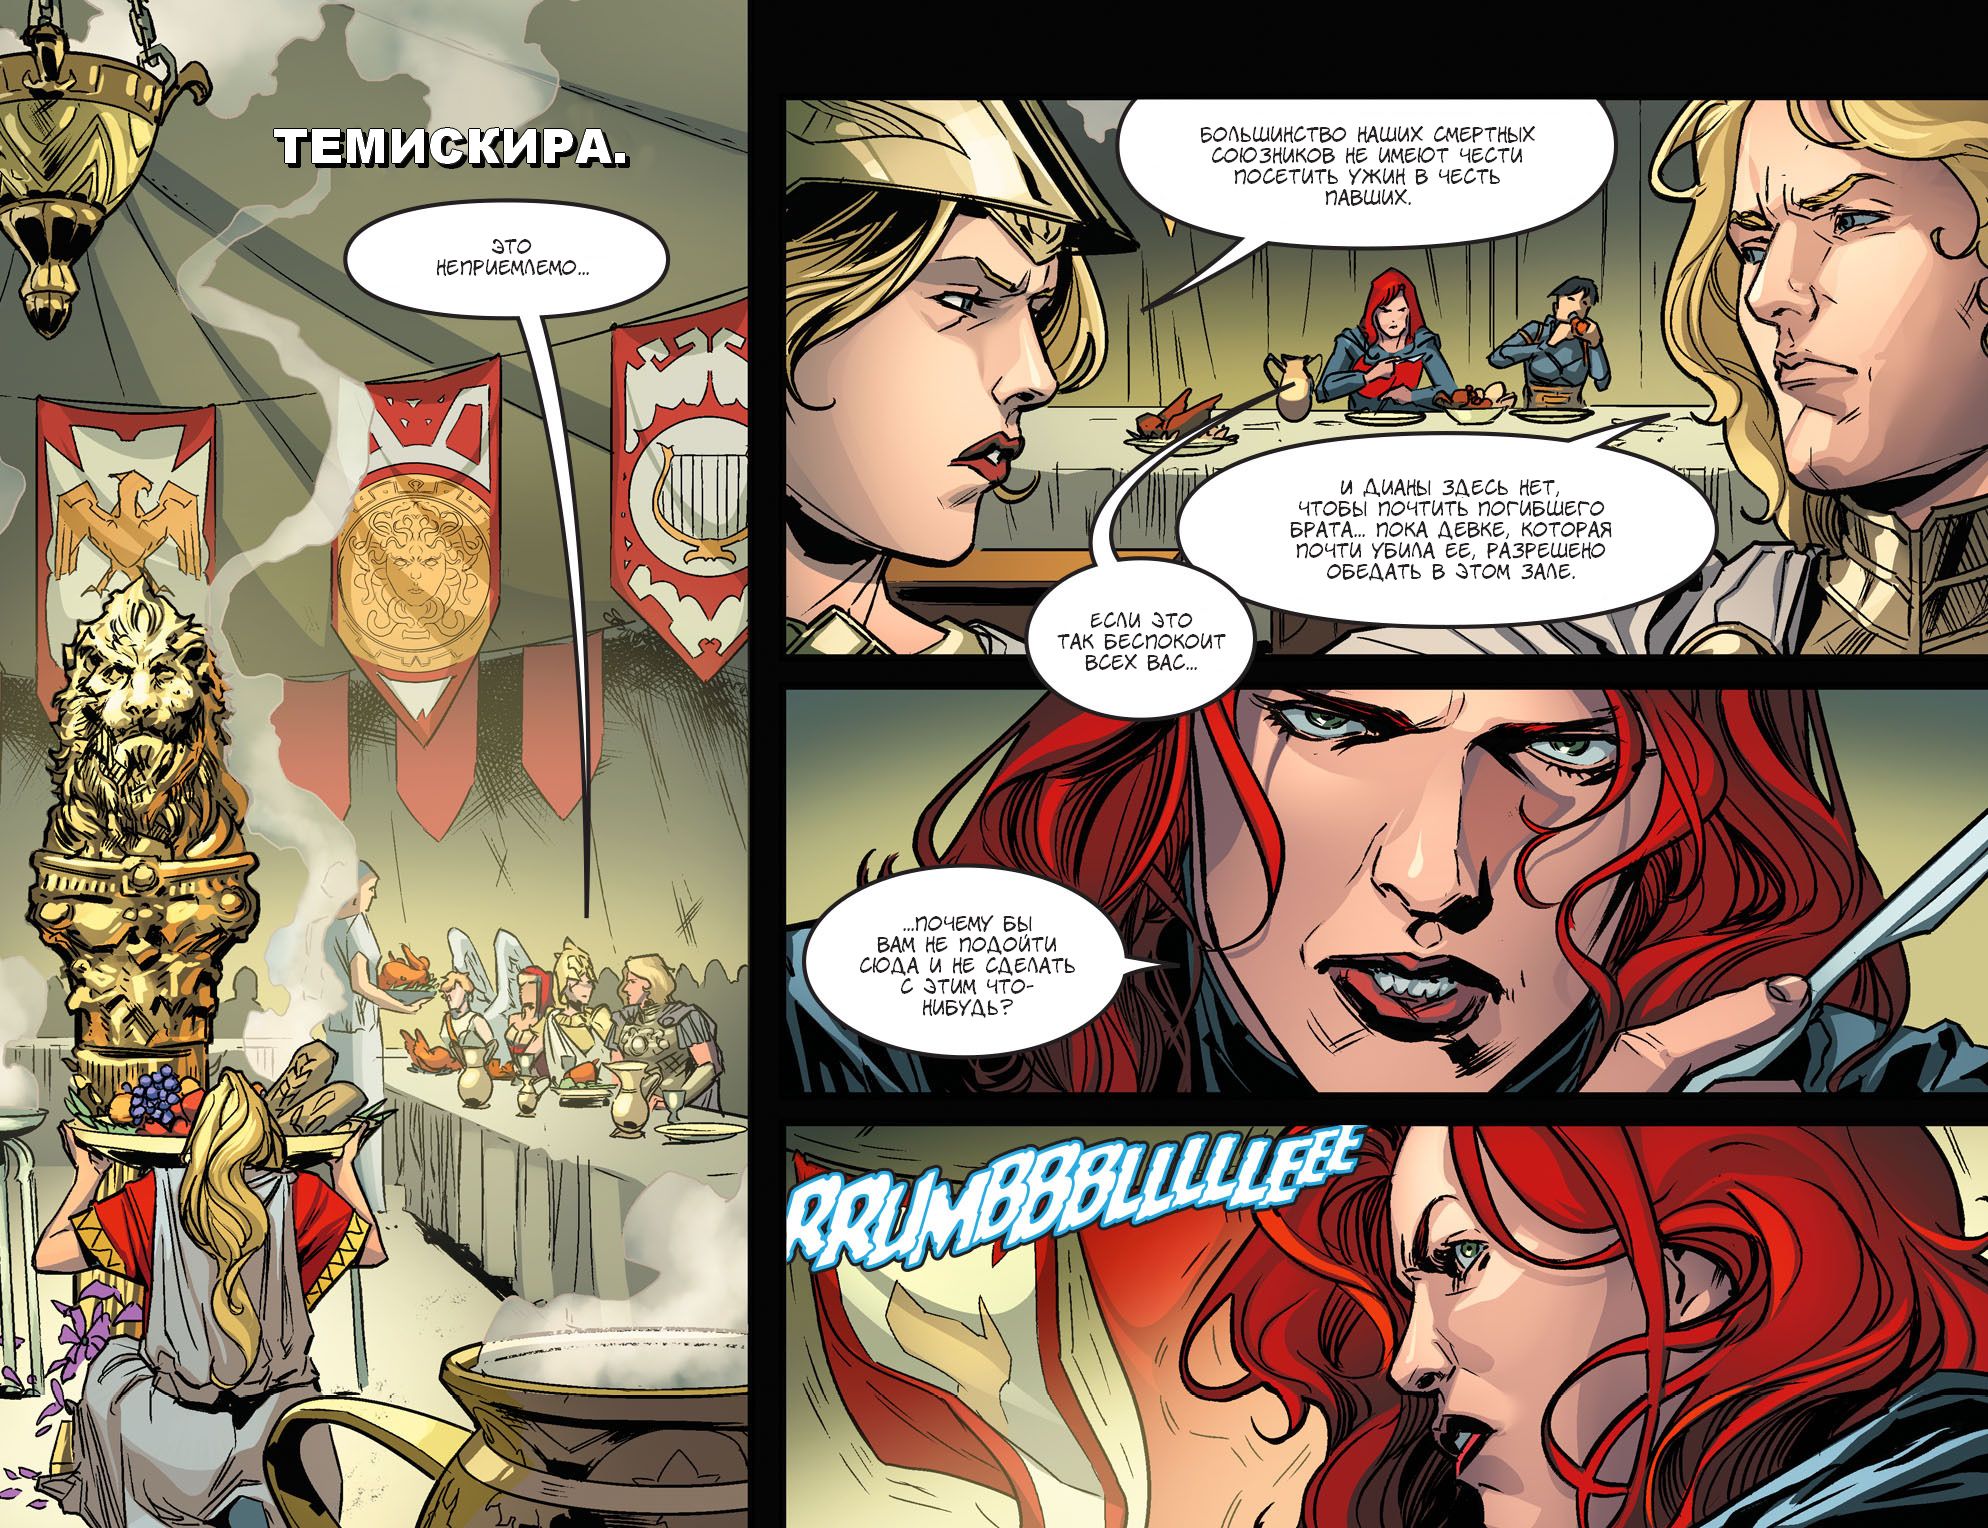 ТЕМИСКИРА.
ЭТО
НЕПРИЕМЛЕМО...
БОЛЬШИНСТВО НАШИХ СМЕРТНЫХ
СОЮЗНИКОВ НЕ ИМЕЮТ ЧЕСТИ
ПОСЕТИТЬ УЖИН В ЧЕСТЬ
ПАВШИХ.
И ДИАНЫ ЗДЕСЬ НЕТ,
ЧТОБЫ ПОЧТИТЬ ПОГИБШЕГО
БРАТА... ПОКА ДЕВКЕ, КОТОРАЯ
ПОЧТИ УБИЛА ЕЕ, РАЗРЕШЕНО
ОБЕДАТЬ В ЭТОМ ЗАЛЕ.
ЕСЛИ ЭТО
ТАК БЕСПОКОИТ
ВСЕХ ВАС...
...ПОЧЕМУ БЫ
ВАМ НЕ ПОДОЙТИ
СЮДА И НЕ СДЕЛАТЬ
С ЭТИМ ЧТО-
НИБУДЬ?
RRUMBBBLLLLLEEE